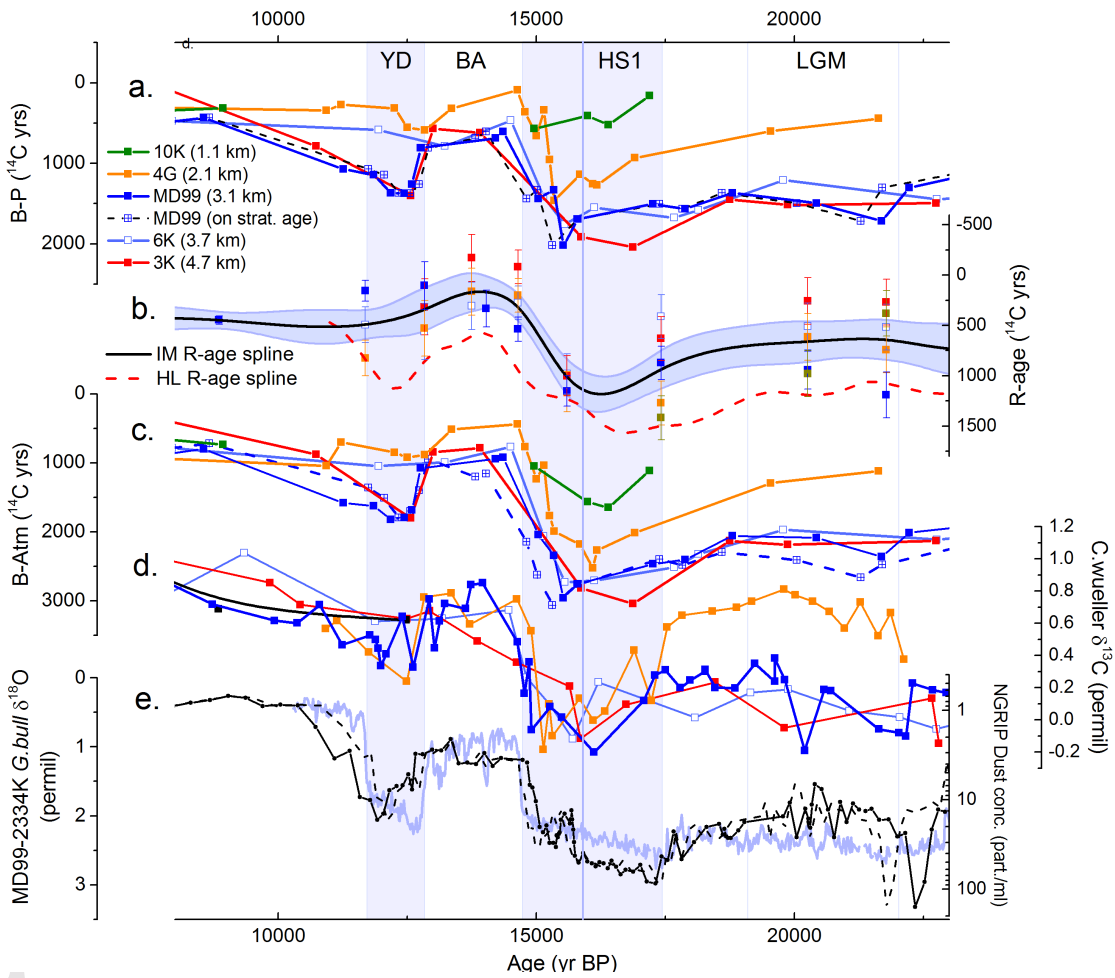 10000 15000 20000
d.
YD BA HS1 LGM
a.
B-P (¹⁴C yrs)
0
1000
2000
10K (1.1 km)
4G (2.1 km)
MD99 (3.1 km)
MD99 (on strat. age)
6K (3.7 km)
3K (4.7 km)
b.
-500
0
500
1000
1500
R-age (¹⁴C yrs)
IM R-age spline
HL R-age spline
c.
B-Atm (¹⁴C yrs)
0
1000
2000
3000
d.
1.2
1.0
0.8
0.6
0.4
0.2
0.0
-0.2
C.wueller δ¹³C (permil)
e.
MD99-2334K G.bull δ¹⁸O
(permil)
0
1
2
3
1
10
100
NGRIP Dust conc. (part./ml)
10000 15000 20000
Age (yr BP)